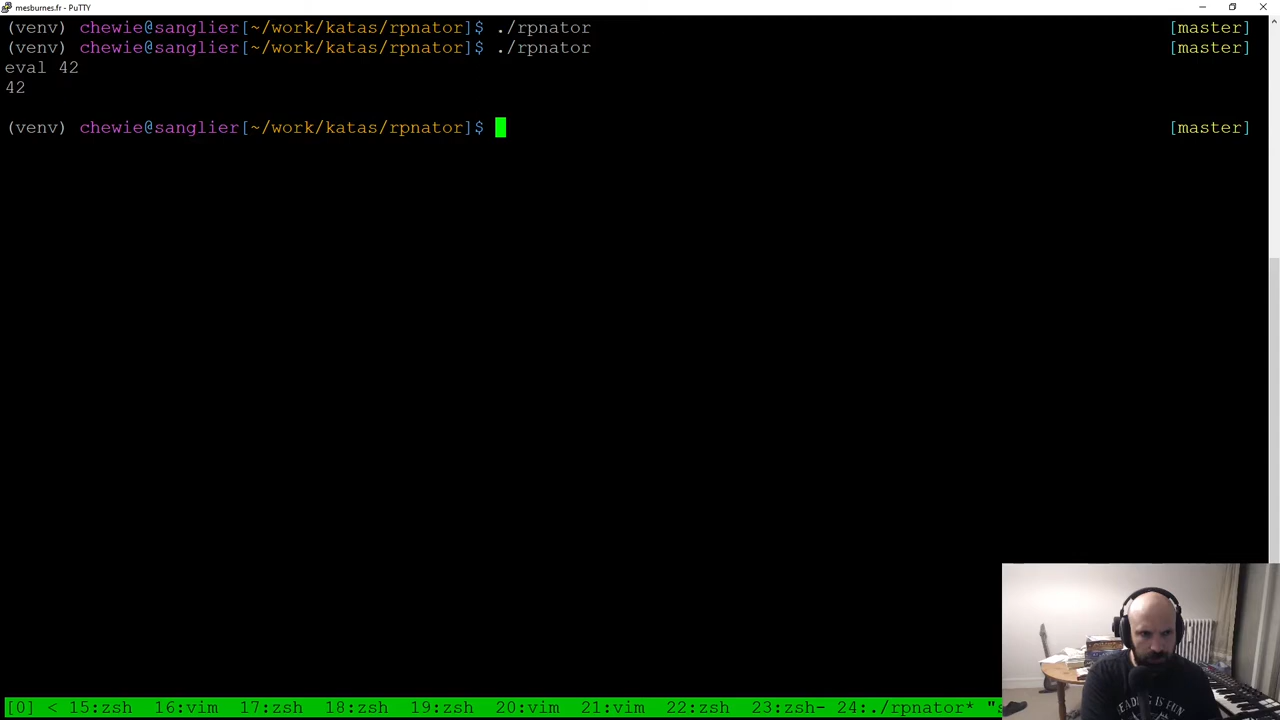 mesburnes.fr - PuTTY
(venv) chewie@sanglier[~/work/katas/rpnator]$ ./rpnator [master]
(venv) chewie@sanglier[~/work/katas/rpnator]$ ./rpnator [master]
eval 42
42
(venv) chewie@sanglier[~/work/katas/rpnator]$ [master]
[0] < 15:zsh 16:vim 17:zsh 18:zsh 19:zsh 20:vim 21:vim 22:zsh 23:zsh- 24:./rpnator* "s
IS FUN